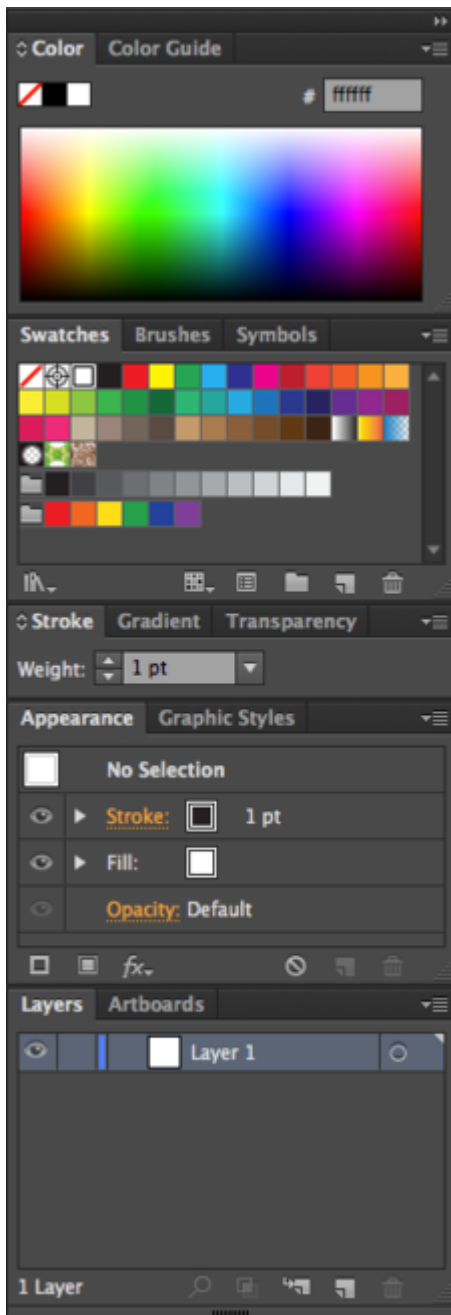 Color Color Guide
# ffffff
Swatches Brushes Symbols
Stroke Gradient Transparency
Weight: 1 pt
Appearance Graphic Styles
No Selection
Stroke: 1 pt
Fill:
Opacity: Default
fx
Layers Artboards
Layer 1
1 Layer